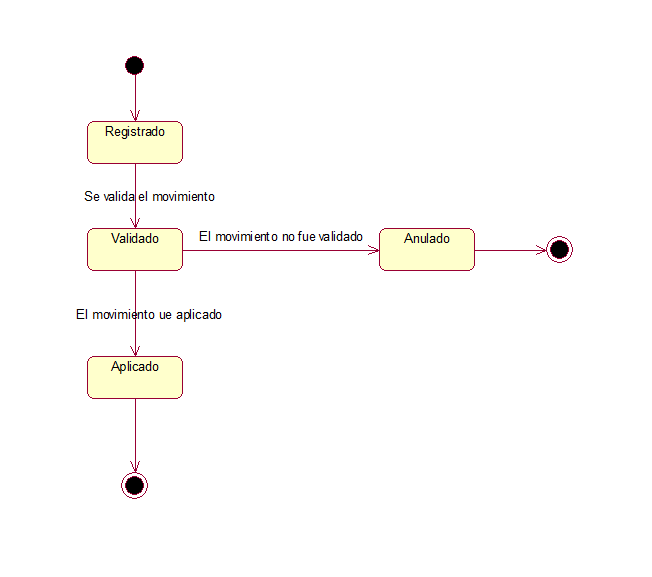 Registrado
Se valida el movimiento
Validado
El movimiento no fue validado
Anulado
El movimiento ue aplicado
Aplicado